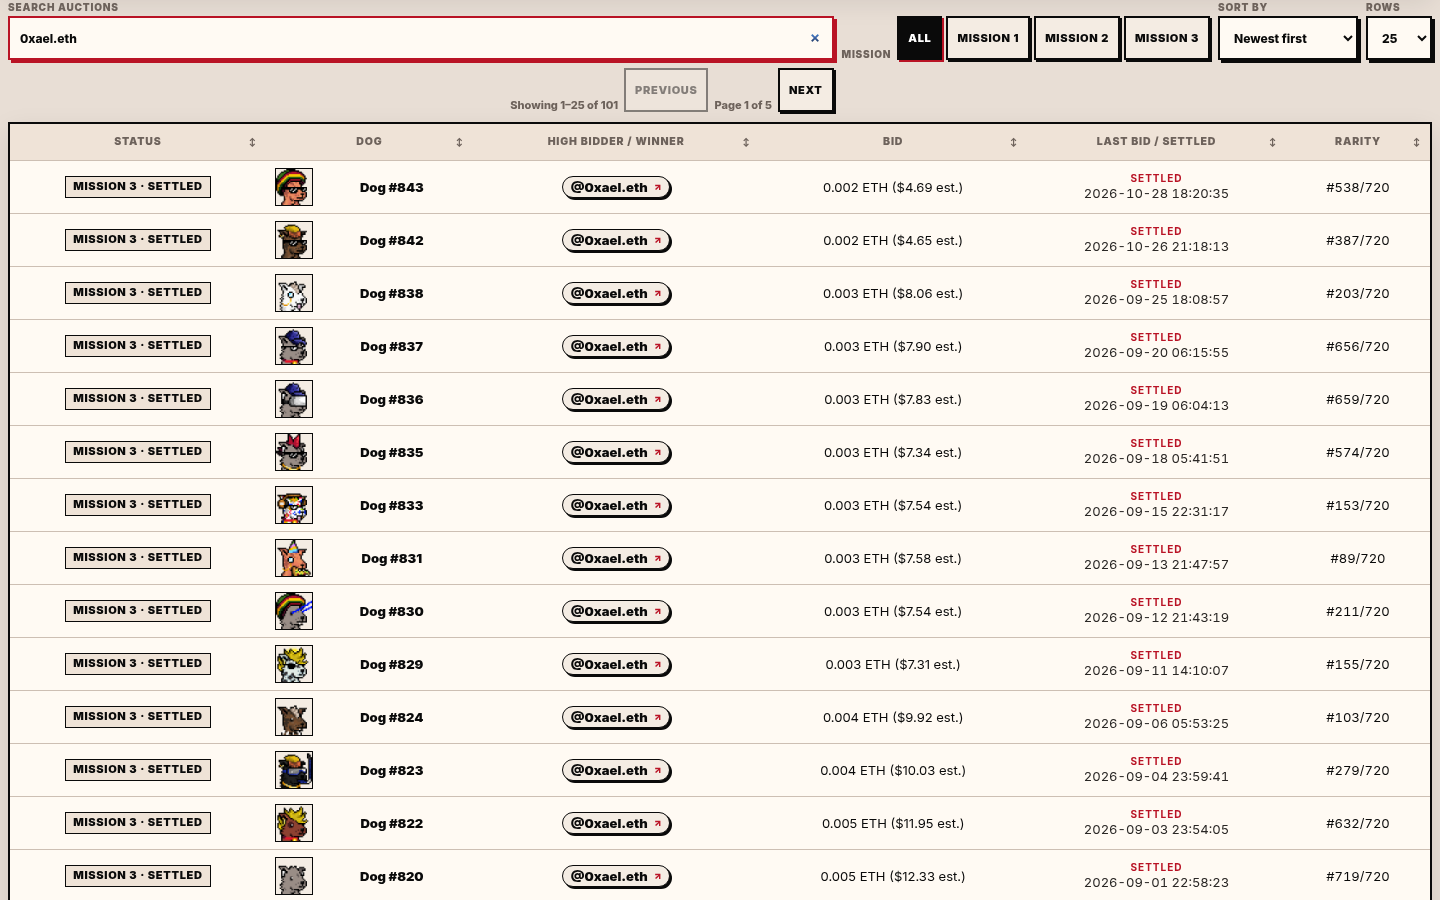 SEARCH AUCTIONS
SORT BY
ROWS
0xael.eth ×
MISSION
ALL
MISSION 1
MISSION 2
MISSION 3
Newest first
25
Showing 1–25 of 101
PREVIOUS
Page 1 of 5
NEXT
STATUS ↕ DOG ↕ HIGH BIDDER / WINNER ↕ BID ↕ LAST BID / SETTLED ↕ RARITY ↕
MISSION 3 · SETTLED Dog #843 @0xael.eth ↗ 0.002 ETH ($4.69 est.) SETTLED 2026-10-28 18:20:35 #538/720
MISSION 3 · SETTLED Dog #842 @0xael.eth ↗ 0.002 ETH ($4.65 est.) SETTLED 2026-10-26 21:18:13 #387/720
MISSION 3 · SETTLED Dog #838 @0xael.eth ↗ 0.003 ETH ($8.06 est.) SETTLED 2026-09-25 18:08:57 #203/720
MISSION 3 · SETTLED Dog #837 @0xael.eth ↗ 0.003 ETH ($7.90 est.) SETTLED 2026-09-20 06:15:55 #656/720
MISSION 3 · SETTLED Dog #836 @0xael.eth ↗ 0.003 ETH ($7.83 est.) SETTLED 2026-09-19 06:04:13 #659/720
MISSION 3 · SETTLED Dog #835 @0xael.eth ↗ 0.003 ETH ($7.34 est.) SETTLED 2026-09-18 05:41:51 #574/720
MISSION 3 · SETTLED Dog #833 @0xael.eth ↗ 0.003 ETH ($7.54 est.) SETTLED 2026-09-15 22:31:17 #153/720
MISSION 3 · SETTLED Dog #831 @0xael.eth ↗ 0.003 ETH ($7.58 est.) SETTLED 2026-09-13 21:47:57 #89/720
MISSION 3 · SETTLED Dog #830 @0xael.eth ↗ 0.003 ETH ($7.54 est.) SETTLED 2026-09-12 21:43:19 #211/720
MISSION 3 · SETTLED Dog #829 @0xael.eth ↗ 0.003 ETH ($7.31 est.) SETTLED 2026-09-11 14:10:07 #155/720
MISSION 3 · SETTLED Dog #824 @0xael.eth ↗ 0.004 ETH ($9.92 est.) SETTLED 2026-09-06 05:53:25 #103/720
MISSION 3 · SETTLED Dog #823 @0xael.eth ↗ 0.004 ETH ($10.03 est.) SETTLED 2026-09-04 23:59:41 #279/720
MISSION 3 · SETTLED Dog #822 @0xael.eth ↗ 0.005 ETH ($11.95 est.) SETTLED 2026-09-03 23:54:05 #632/720
MISSION 3 · SETTLED Dog #820 @0xael.eth ↗ 0.005 ETH ($12.33 est.) SETTLED 2026-09-01 22:58:23 #719/720